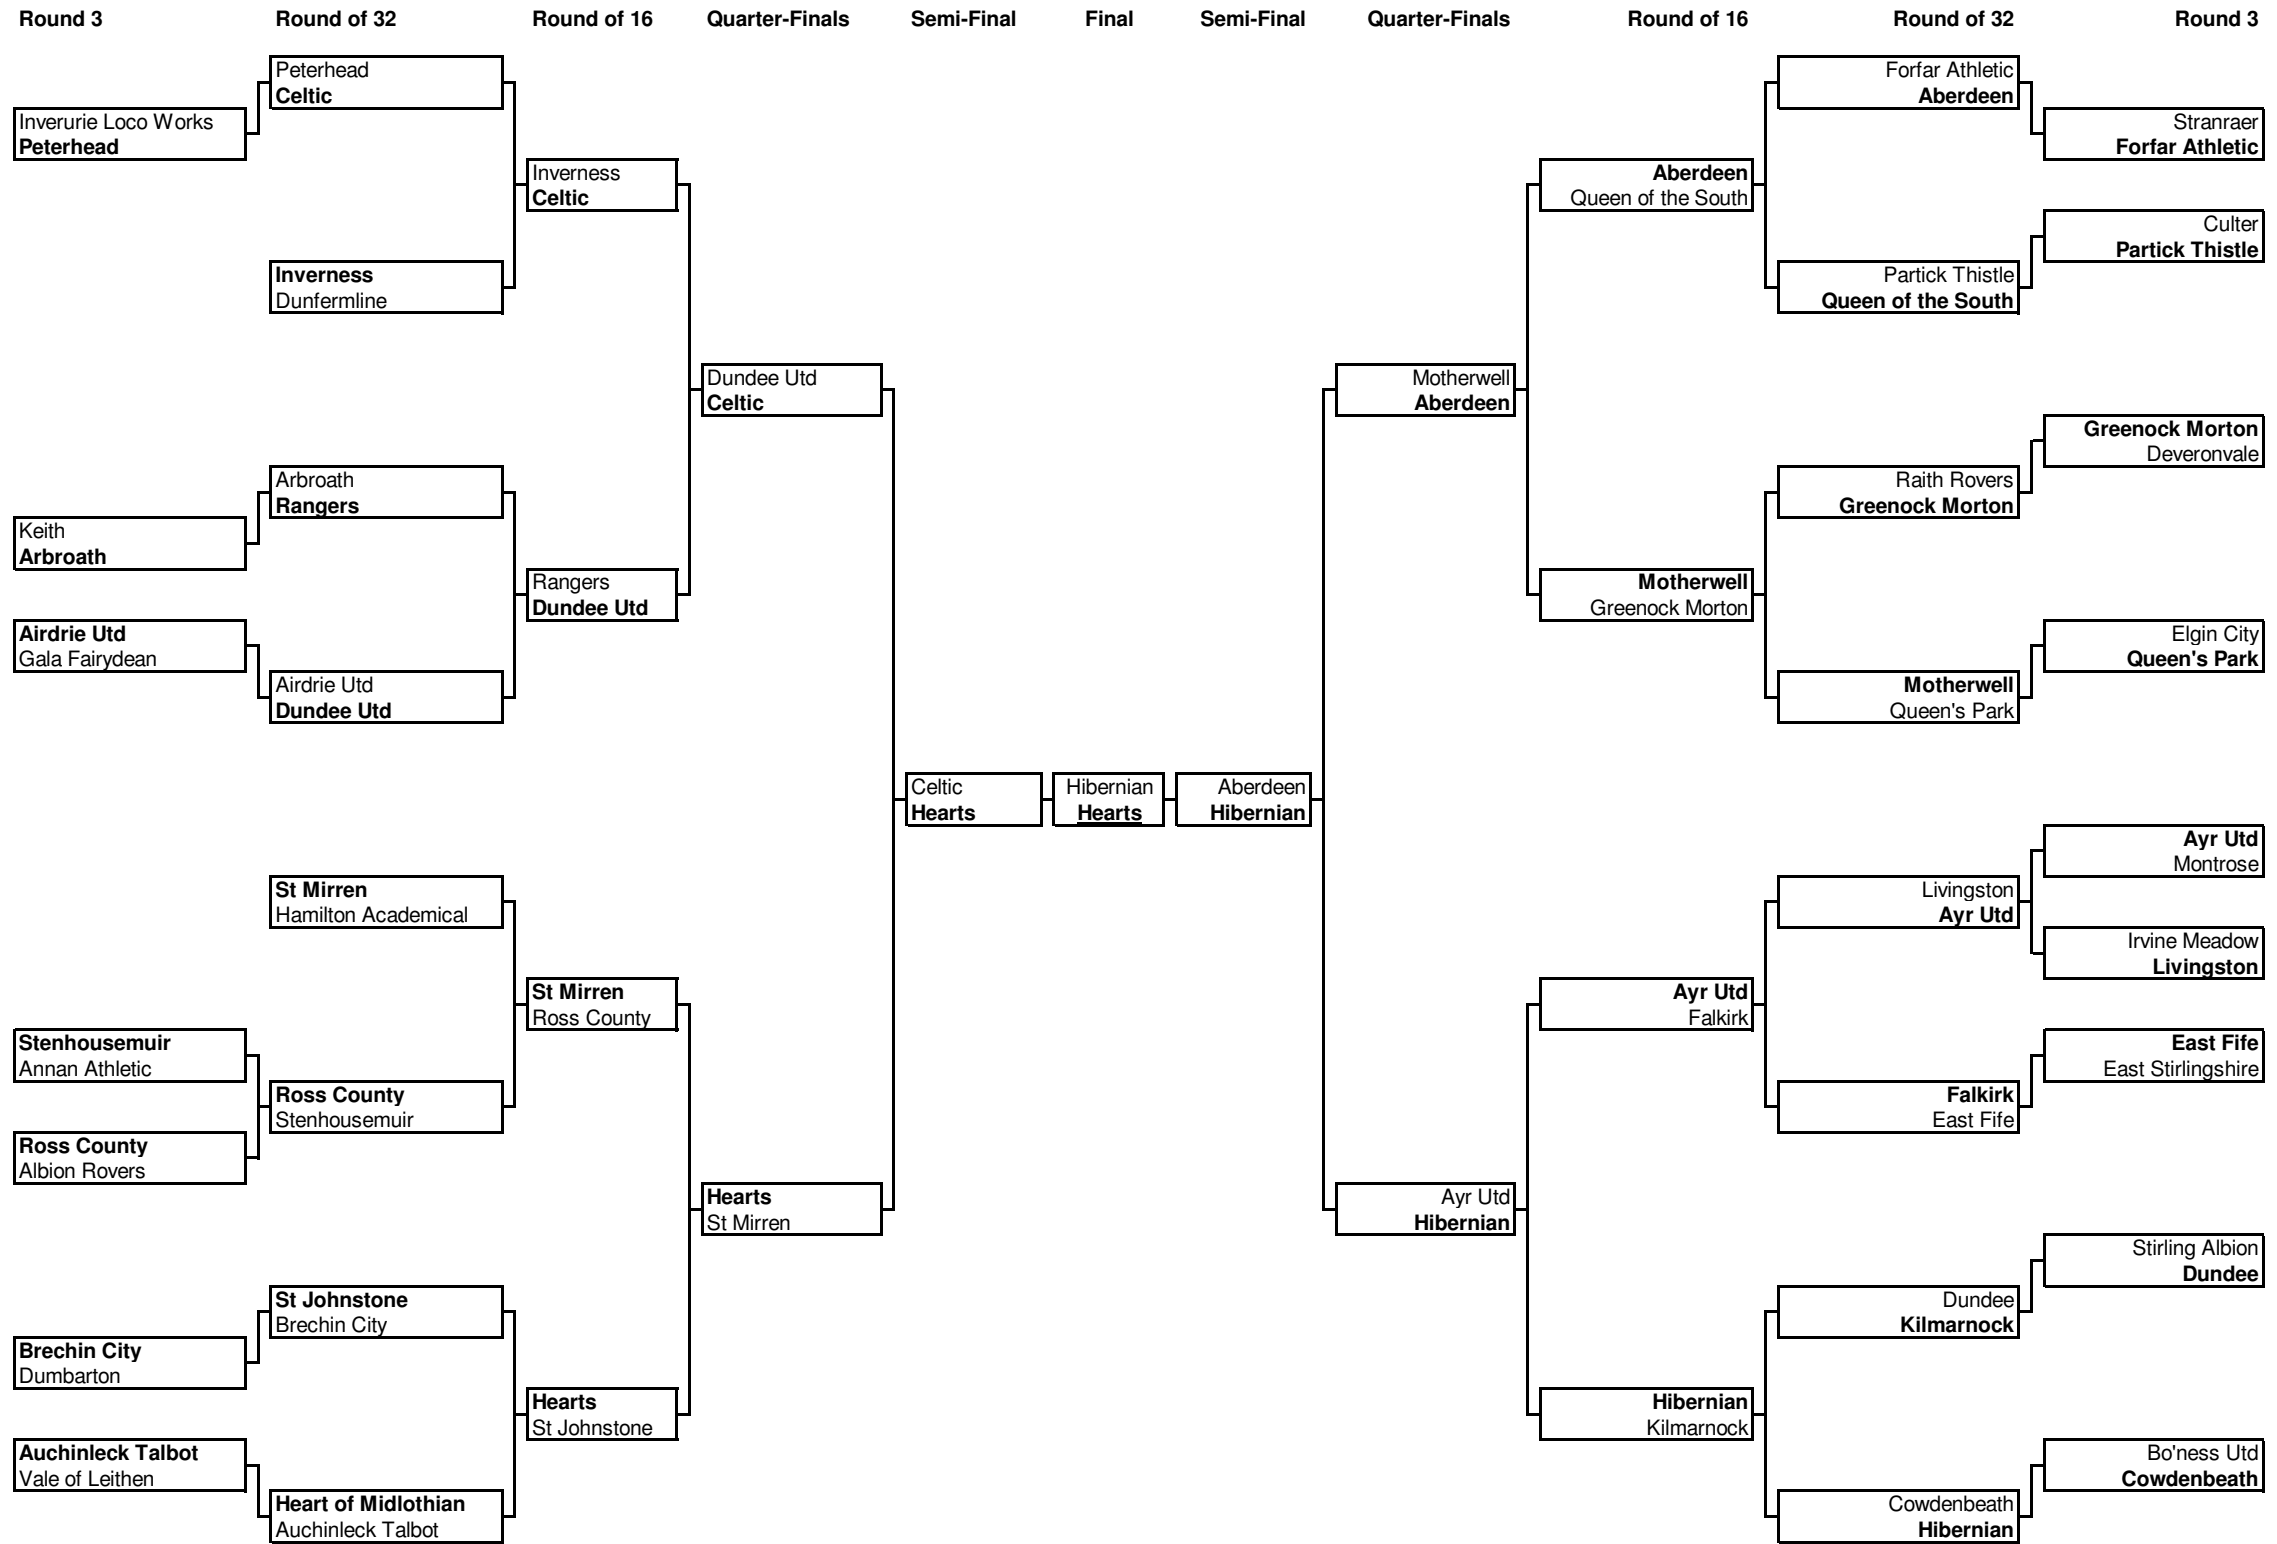 Round 3 Round of 32 Round of 16 Quarter-Finals Semi-Final Final Semi-Final Quarter-Finals Round of 16 Round of 32 Round 3
Inverurie Loco Works
Peterhead
Keith
Arbroath
Airdrie Utd
Gala Fairydean
Stenhousemuir
Annan Athletic
Ross County
Albion Rovers
Brechin City
Dumbarton
Auchinleck Talbot
Vale of Leithen
Peterhead
Celtic
Inverness
Dunfermline
Arbroath
Rangers
Airdrie Utd
Dundee Utd
St Mirren
Hamilton Academical
Ross County
Stenhousemuir
St Johnstone
Brechin City
Heart of Midlothian
Auchinleck Talbot
Inverness
Celtic
Rangers
Dundee Utd
St Mirren
Ross County
Hearts
St Johnstone
Dundee Utd
Celtic
Hearts
St Mirren
Celtic
Hearts
Hibernian
Hearts
Aberdeen
Hibernian
Motherwell
Aberdeen
Ayr Utd
Hibernian
Aberdeen
Queen of the South
Motherwell
Greenock Morton
Ayr Utd
Falkirk
Hibernian
Kilmarnock
Forfar Athletic
Aberdeen
Partick Thistle
Queen of the South
Raith Rovers
Greenock Morton
Motherwell
Queen's Park
Livingston
Ayr Utd
Falkirk
East Fife
Dundee
Kilmarnock
Cowdenbeath
Hibernian
Stranraer
Forfar Athletic
Culter
Partick Thistle
Greenock Morton
Deveronvale
Elgin City
Queen's Park
Ayr Utd
Montrose
Irvine Meadow
Livingston
East Fife
East Stirlingshire
Stirling Albion
Dundee
Bo'ness Utd
Cowdenbeath